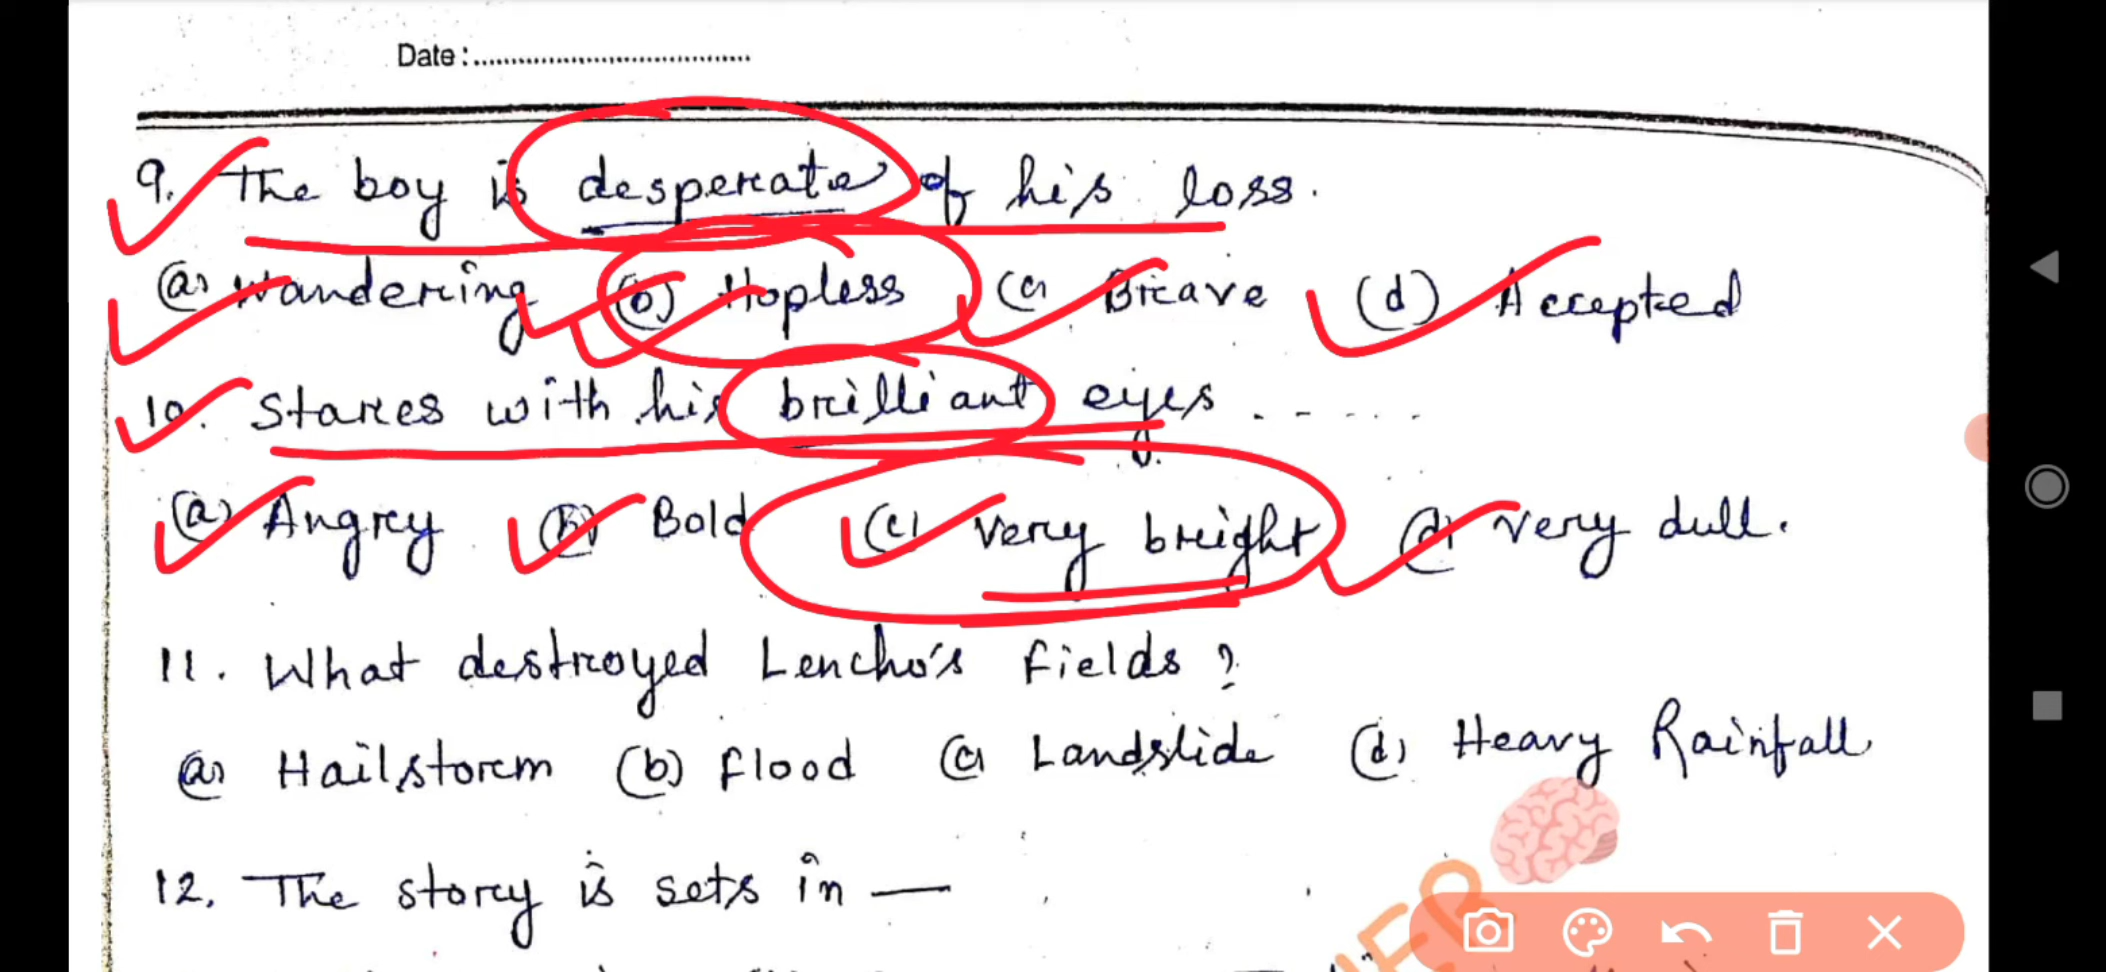 Date :.......................................
9. The boy is desperate of his loss.
(a) Wandering (b) Hopless (c) Brave (d) Accepted
10. Stares with his brilliant eyes . - - . . .
(a) Angry (b) Bold (c) Very bright (d) Very dull.
11. What destroyed Lencho's fields ?
(a) Hailstorm (b) flood (c) Landslide (d) Heavy Rainfall
12. The story is sets in —